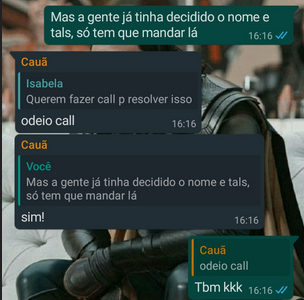 Mas a gente já tinha decidido o nome e
tals, só tem que mandar lá
16:16
Cauã
Isabela
Querem fazer call p resolver isso
odeio call
16:16
Cauã
Você
Mas a gente já tinha decidido o nome e tals,
só tem que mandar lá
sim!
16:16
Cauã
odeio call
Tbm kkk 16:16